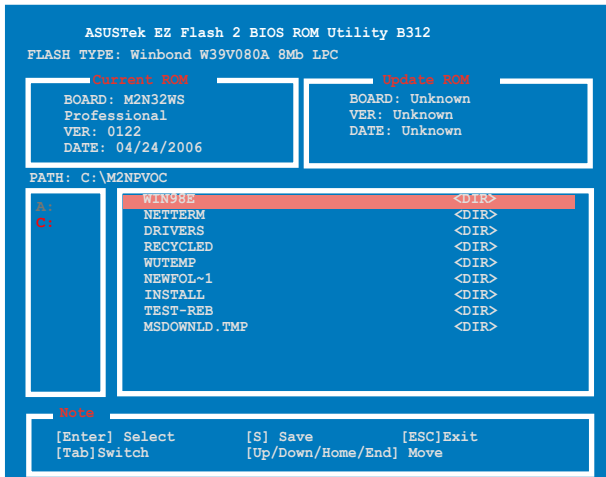 ASUSTek EZ Flash 2 BIOS ROM Utility B312
FLASH TYPE: Winbond W39V080A 8Mb LPC
Current ROM
BOARD: M2N32WS
Professional
VER: 0122
DATE: 04/24/2006
Update ROM
BOARD: Unknown
VER: Unknown
DATE: Unknown
PATH: C:\M2NPVOC
A:
C:
WIN98E <DIR>
NETTERM <DIR>
DRIVERS <DIR>
RECYCLED <DIR>
WUTEMP <DIR>
NEWFOL~1 <DIR>
INSTALL <DIR>
TEST-REB <DIR>
MSDOWNLD.TMP <DIR>
Note
[Enter] Select [S] Save [ESC]Exit
[Tab]Switch [Up/Down/Home/End] Move